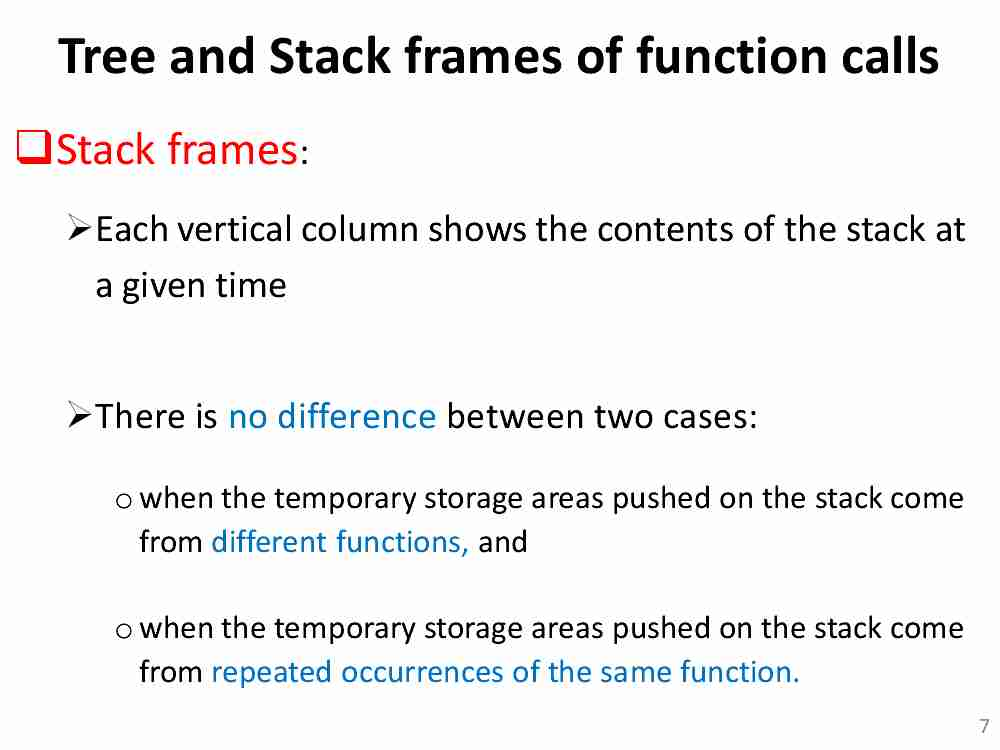 Tree and Stack frames of function calls
❑Stack frames:
➢Each vertical column shows the contents of the stack at
a given time
➢There is no difference between two cases:
o when the temporary storage areas pushed on the stack come
from different functions, and
o when the temporary storage areas pushed on the stack come
from repeated occurrences of the same function.
7